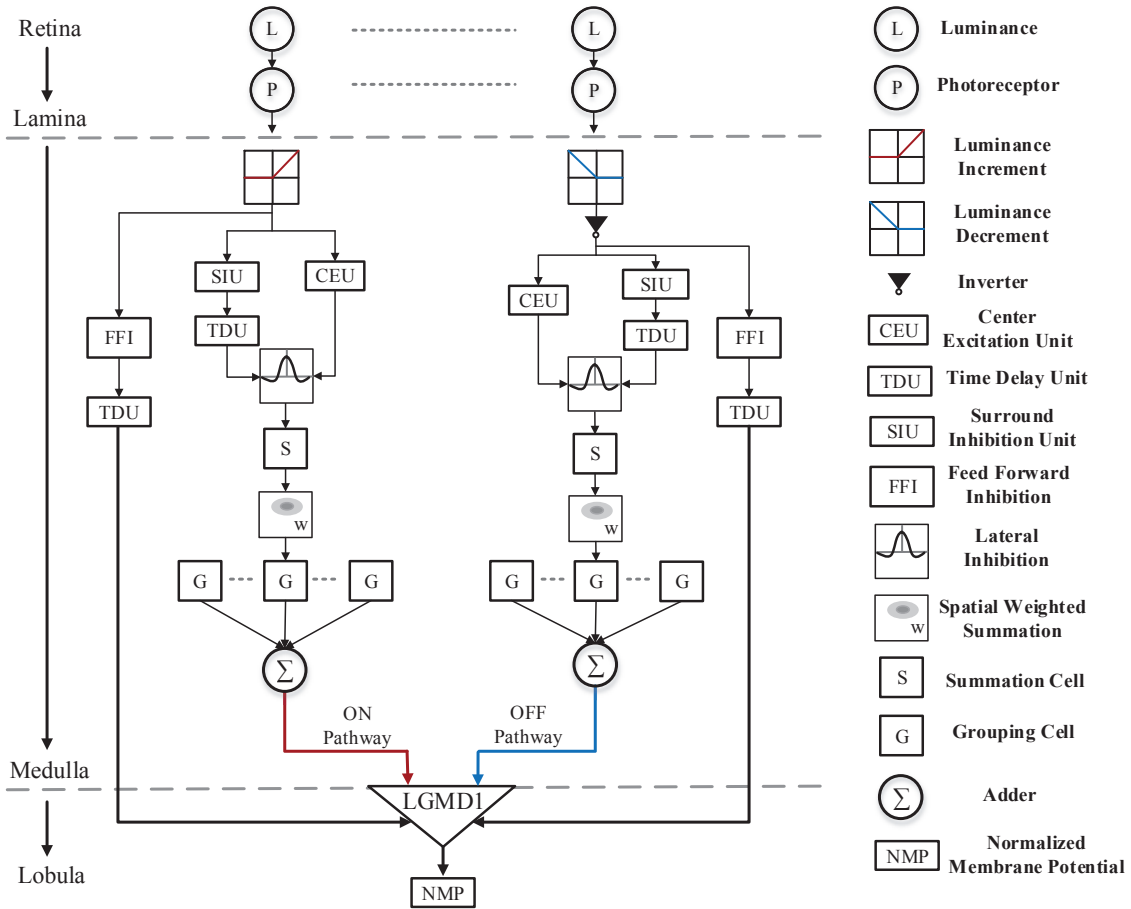 Retina
Lamina
Medulla
Lobula
L
L
P
P
SIU
CEU
TDU
FFI
TDU
S
w
G
G
G
Σ
ON
Pathway
CEU
SIU
TDU
FFI
TDU
S
w
G
G
G
Σ
OFF
Pathway
LGMD1
NMP
L
Luminance
P
Photoreceptor
Luminance
Increment
Luminance
Decrement
Inverter
CEU
Center
Excitation Unit
TDU
Time Delay Unit
SIU
Surround
Inhibition Unit
FFI
Feed Forward
Inhibition
Lateral
Inhibition
w
Spatial Weighted
Summation
S
Summation Cell
G
Grouping Cell
Σ
Adder
NMP
Normalized
Membrane Potential